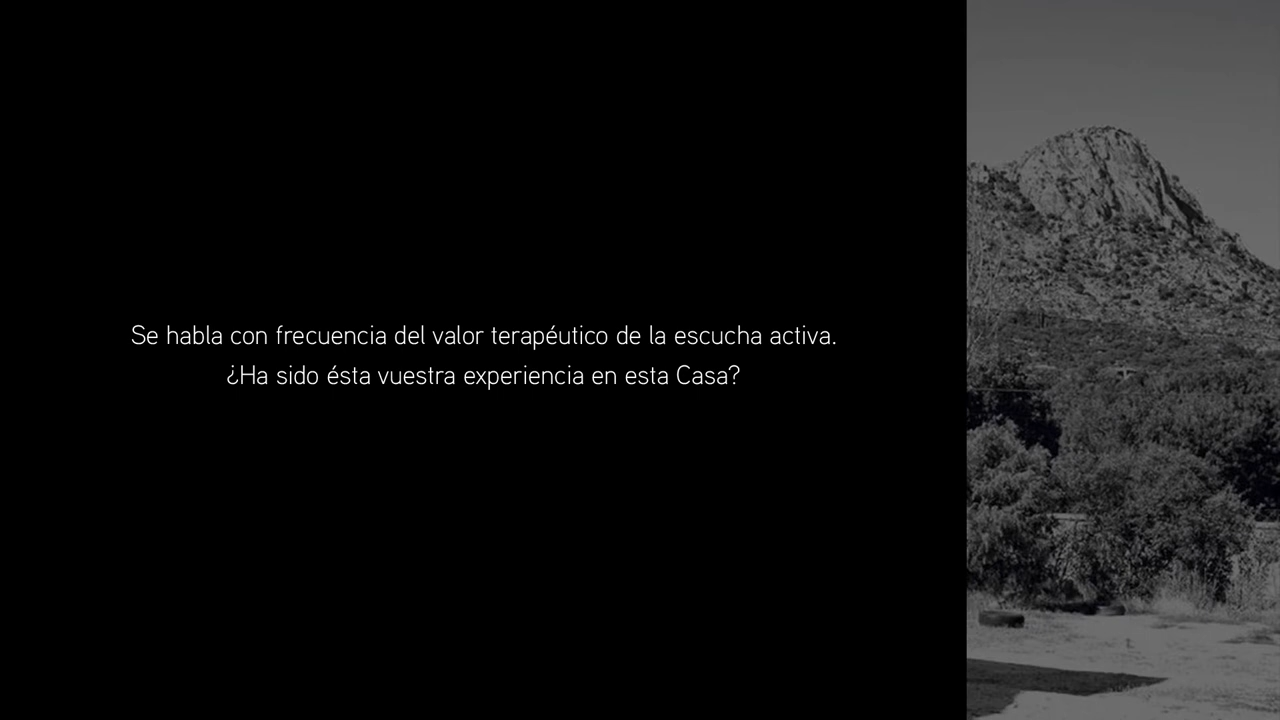 Se habla con frecuencia del valor terapéutico de la escucha activa.
¿Ha sido ésta vuestra experiencia en esta Casa?